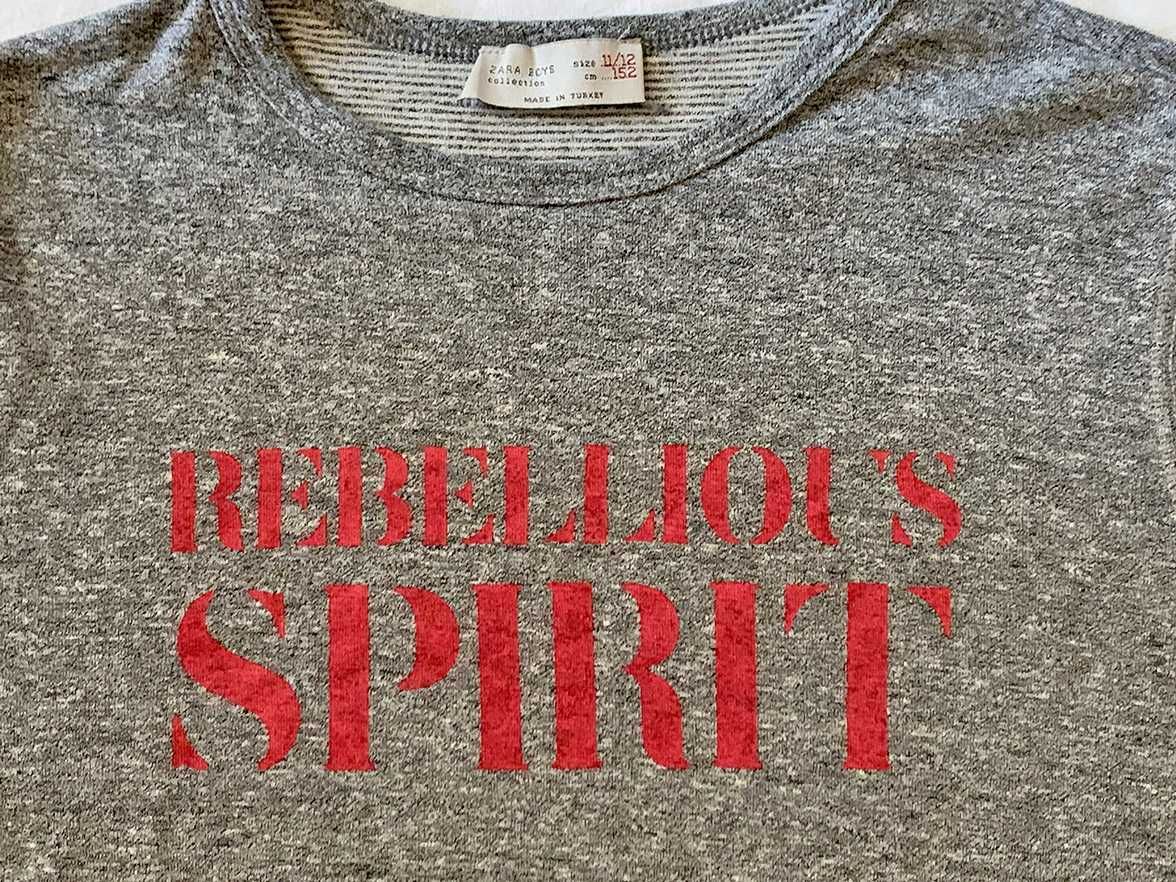 ZARA BOYS size 11/12
collection cm ....152
MADE IN TURKEY
REBELLIOUS
SPIRIT